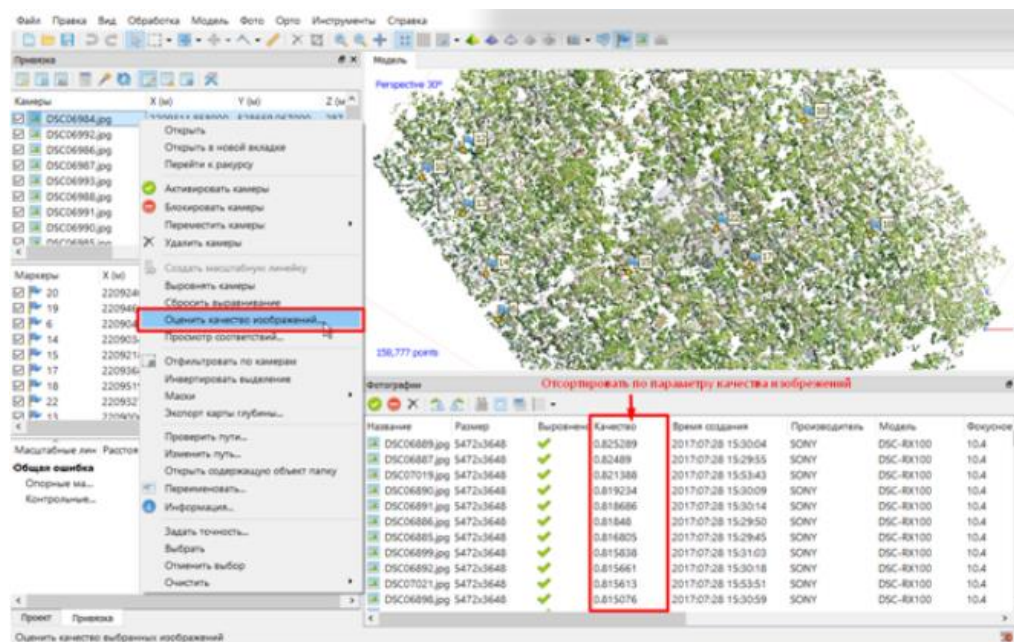 Файл Правка Вид Обработка Модель Фото Орто Инструменты Справка
Привязка
Модель
Камеры X (м) Y (м) Z (м
Perspective 30°
DSC06984.jpg
DSC06992.jpg
DSC06986.jpg
DSC06987.jpg
DSC06993.jpg
DSC06988.jpg
DSC06991.jpg
DSC06990.jpg
DSC06985.jpg
Открыть
Открыть в новой вкладке
Перейти к ракурсу
Активировать камеры
Блокировать камеры
Переместить камеры
Удалить камеры
Создать масштабную линейку
Выровнять камеры
Сбросить выравнивание
Оценить качество изображений...
Просмотр соответствий...
Отфильтровать по камерам
Инвертировать выделение
Маски
Экспорт карты глубины...
Проверить пути...
Изменить путь...
Открыть содержащую объект папку
Переименовать...
Информация...
Задать точность...
Выбрать
Отменить выбор
Очистить
Маркеры X (м)
20
19
6
14
15
17
18
22
13
Масштабные лин Расстоя
Общая ошибка
Опорные ма...
Контрольные...
Проект Привязка
Оценить качество выбранных изображений
158,777 points
Фотографии
Отсортировать по параметру качества изобрежений
Название Размер Выровнен Качество Время создания Производитель Модель Фокусное
DSC06889.jpg 5472x3648 0.825289 2017:07:28 15:30:04 SONY DSC-RX100 10.4
DSC06887.jpg 5472x3648 0.82489 2017:07:28 15:29:55 SONY DSC-RX100 10.4
DSC07019.jpg 5472x3648 0.821388 2017:07:28 15:53:43 SONY DSC-RX100 10.4
DSC06890.jpg 5472x3648 0.819234 2017:07:28 15:30:09 SONY DSC-RX100 10.4
DSC06891.jpg 5472x3648 0.818686 2017:07:28 15:30:14 SONY DSC-RX100 10.4
DSC06886.jpg 5472x3648 0.81848 2017:07:28 15:29:50 SONY DSC-RX100 10.4
DSC06885.jpg 5472x3648 0.816805 2017:07:28 15:29:45 SONY DSC-RX100 10.4
DSC06899.jpg 5472x3648 0.815838 2017:07:28 15:31:03 SONY DSC-RX100 10.4
DSC06892.jpg 5472x3648 0.815661 2017:07:28 15:30:18 SONY DSC-RX100 10.4
DSC07021.jpg 5472x3648 0.815613 2017:07:28 15:53:51 SONY DSC-RX100 10.4
DSC06898.jpg 5472x3648 0.815076 2017:07:28 15:30:59 SONY DSC-RX100 10.4